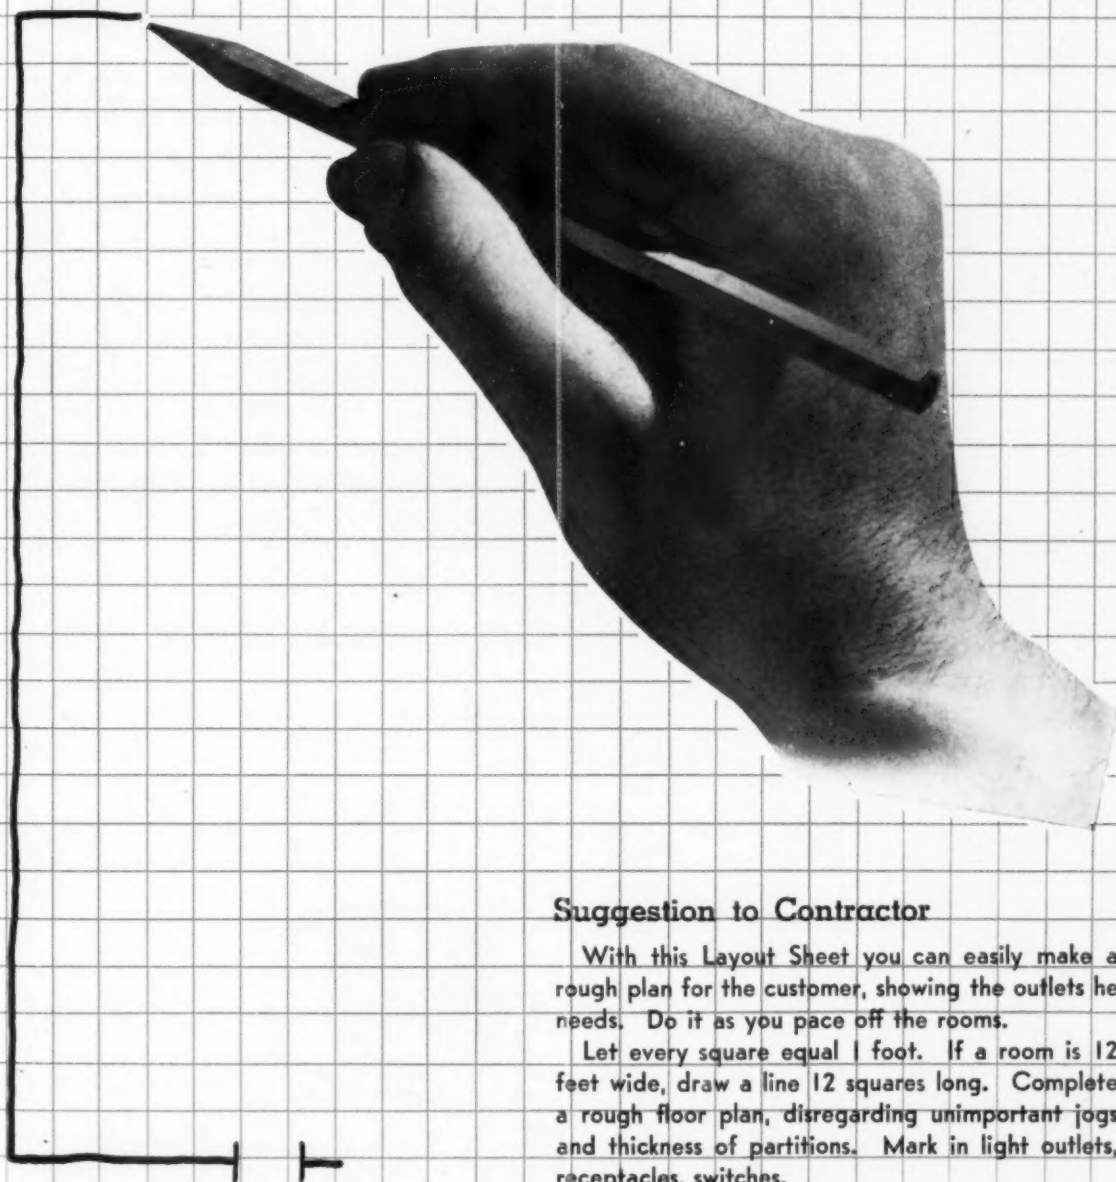 Suggestion to Contractor
With this Layout Sheet you can easily make a
rough plan for the customer, showing the outlets he
needs. Do it as you pace off the rooms.
Let every square equal 1 foot. If a room is 12
feet wide, draw a line 12 squares long. Complete
a rough floor plan, disregarding unimportant jogs
and thickness of partitions. Mark in light outlets,
receptacles, switches.